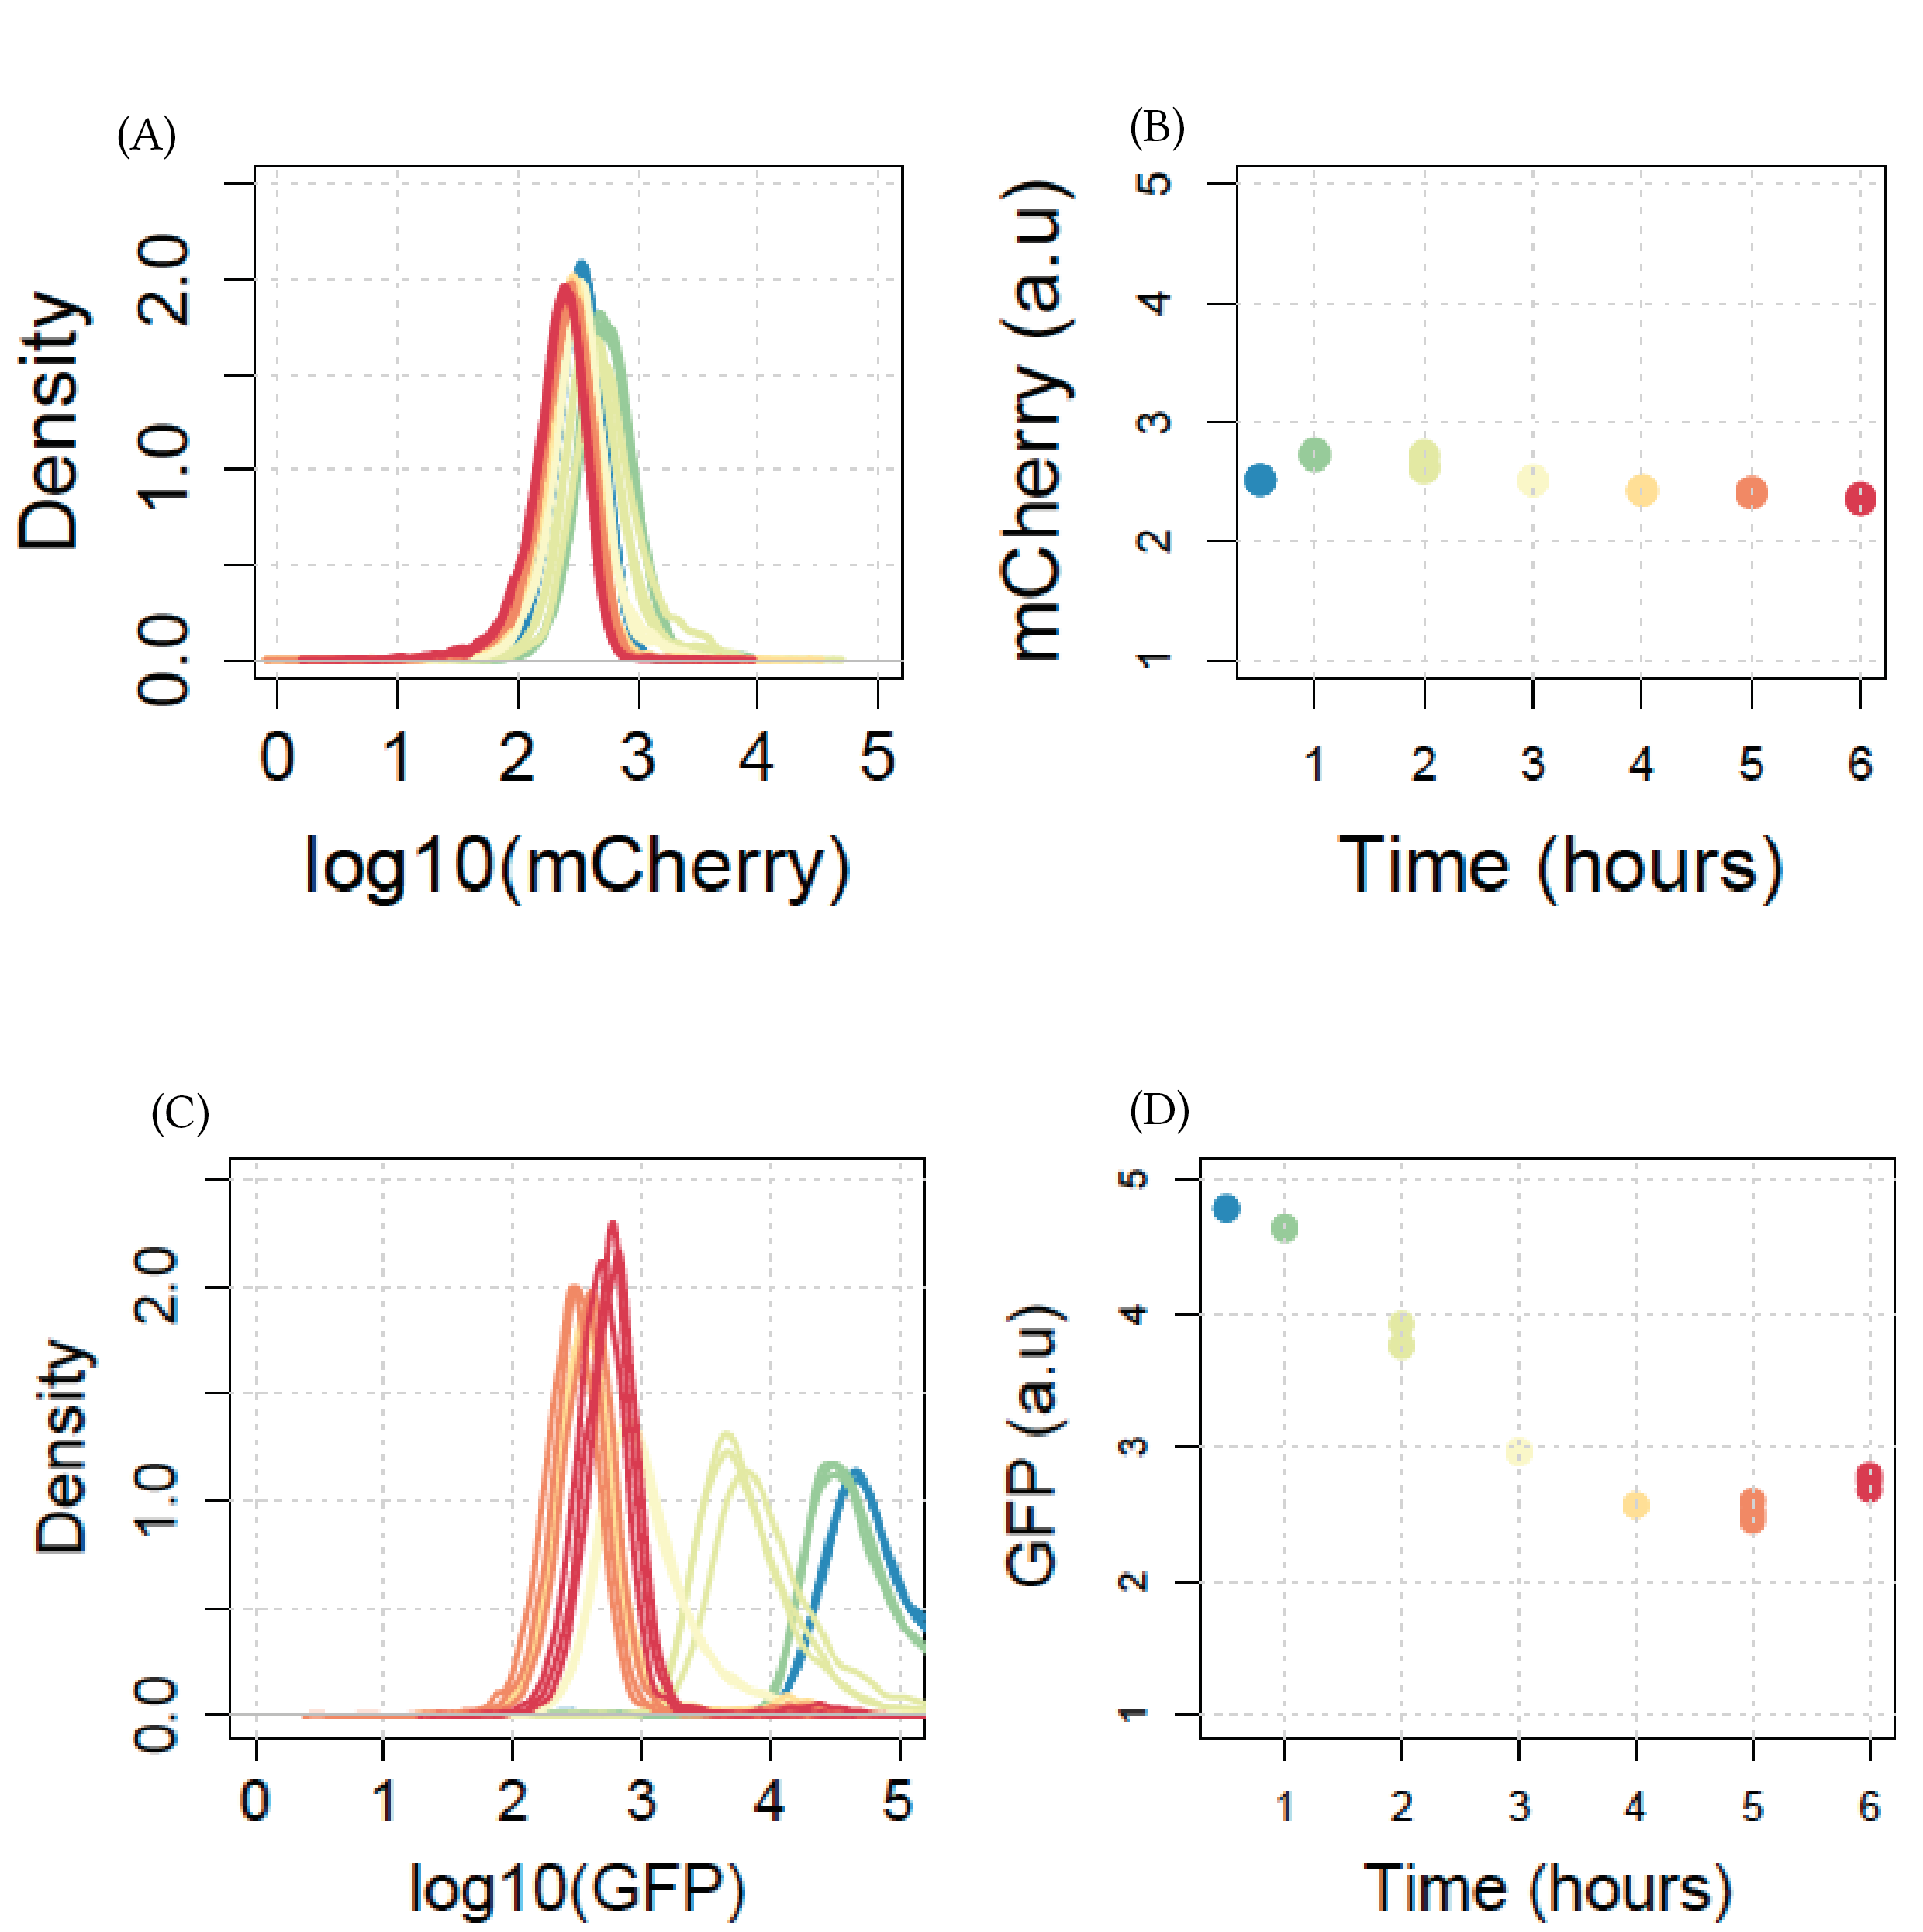 (A)
Density
0.0 1.0 2.0
0 1 2 3 4 5
log10(mCherry)
(B)
mCherry (a.u)
1 2 3 4 5
1 2 3 4 5 6
Time (hours)
(C)
Density
0.0 1.0 2.0
0 1 2 3 4 5
log10(GFP)
(D)
GFP (a.u)
1 2 3 4 5
1 2 3 4 5 6
Time (hours)